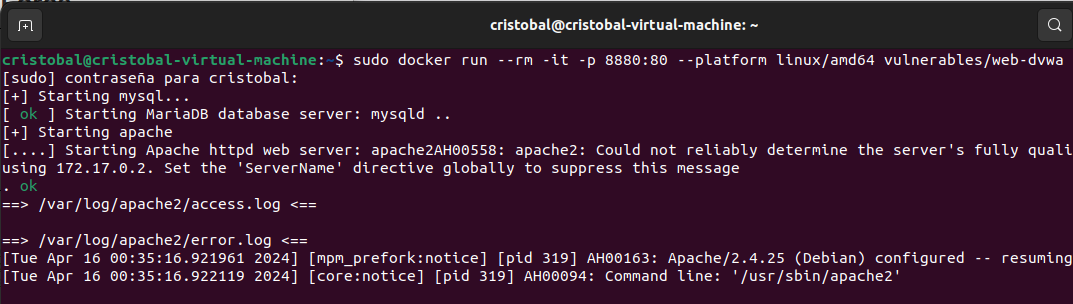 cristobal@cristobal-virtual-machine: ~
cristobal@cristobal-virtual-machine:~$ sudo docker run --rm -it -p 8880:80 --platform linux/amd64 vulnerables/web-dvwa
[sudo] contraseña para cristobal:
[+] Starting mysql...
[ ok ] Starting MariaDB database server: mysqld ..
[+] Starting apache
[....] Starting Apache httpd web server: apache2AH00558: apache2: Could not reliably determine the server's fully quali
using 172.17.0.2. Set the 'ServerName' directive globally to suppress this message
. ok
==> /var/log/apache2/access.log <==
==> /var/log/apache2/error.log <==
[Tue Apr 16 00:35:16.921961 2024] [mpm_prefork:notice] [pid 319] AH00163: Apache/2.4.25 (Debian) configured -- resuming
[Tue Apr 16 00:35:16.922119 2024] [core:notice] [pid 319] AH00094: Command line: '/usr/sbin/apache2'